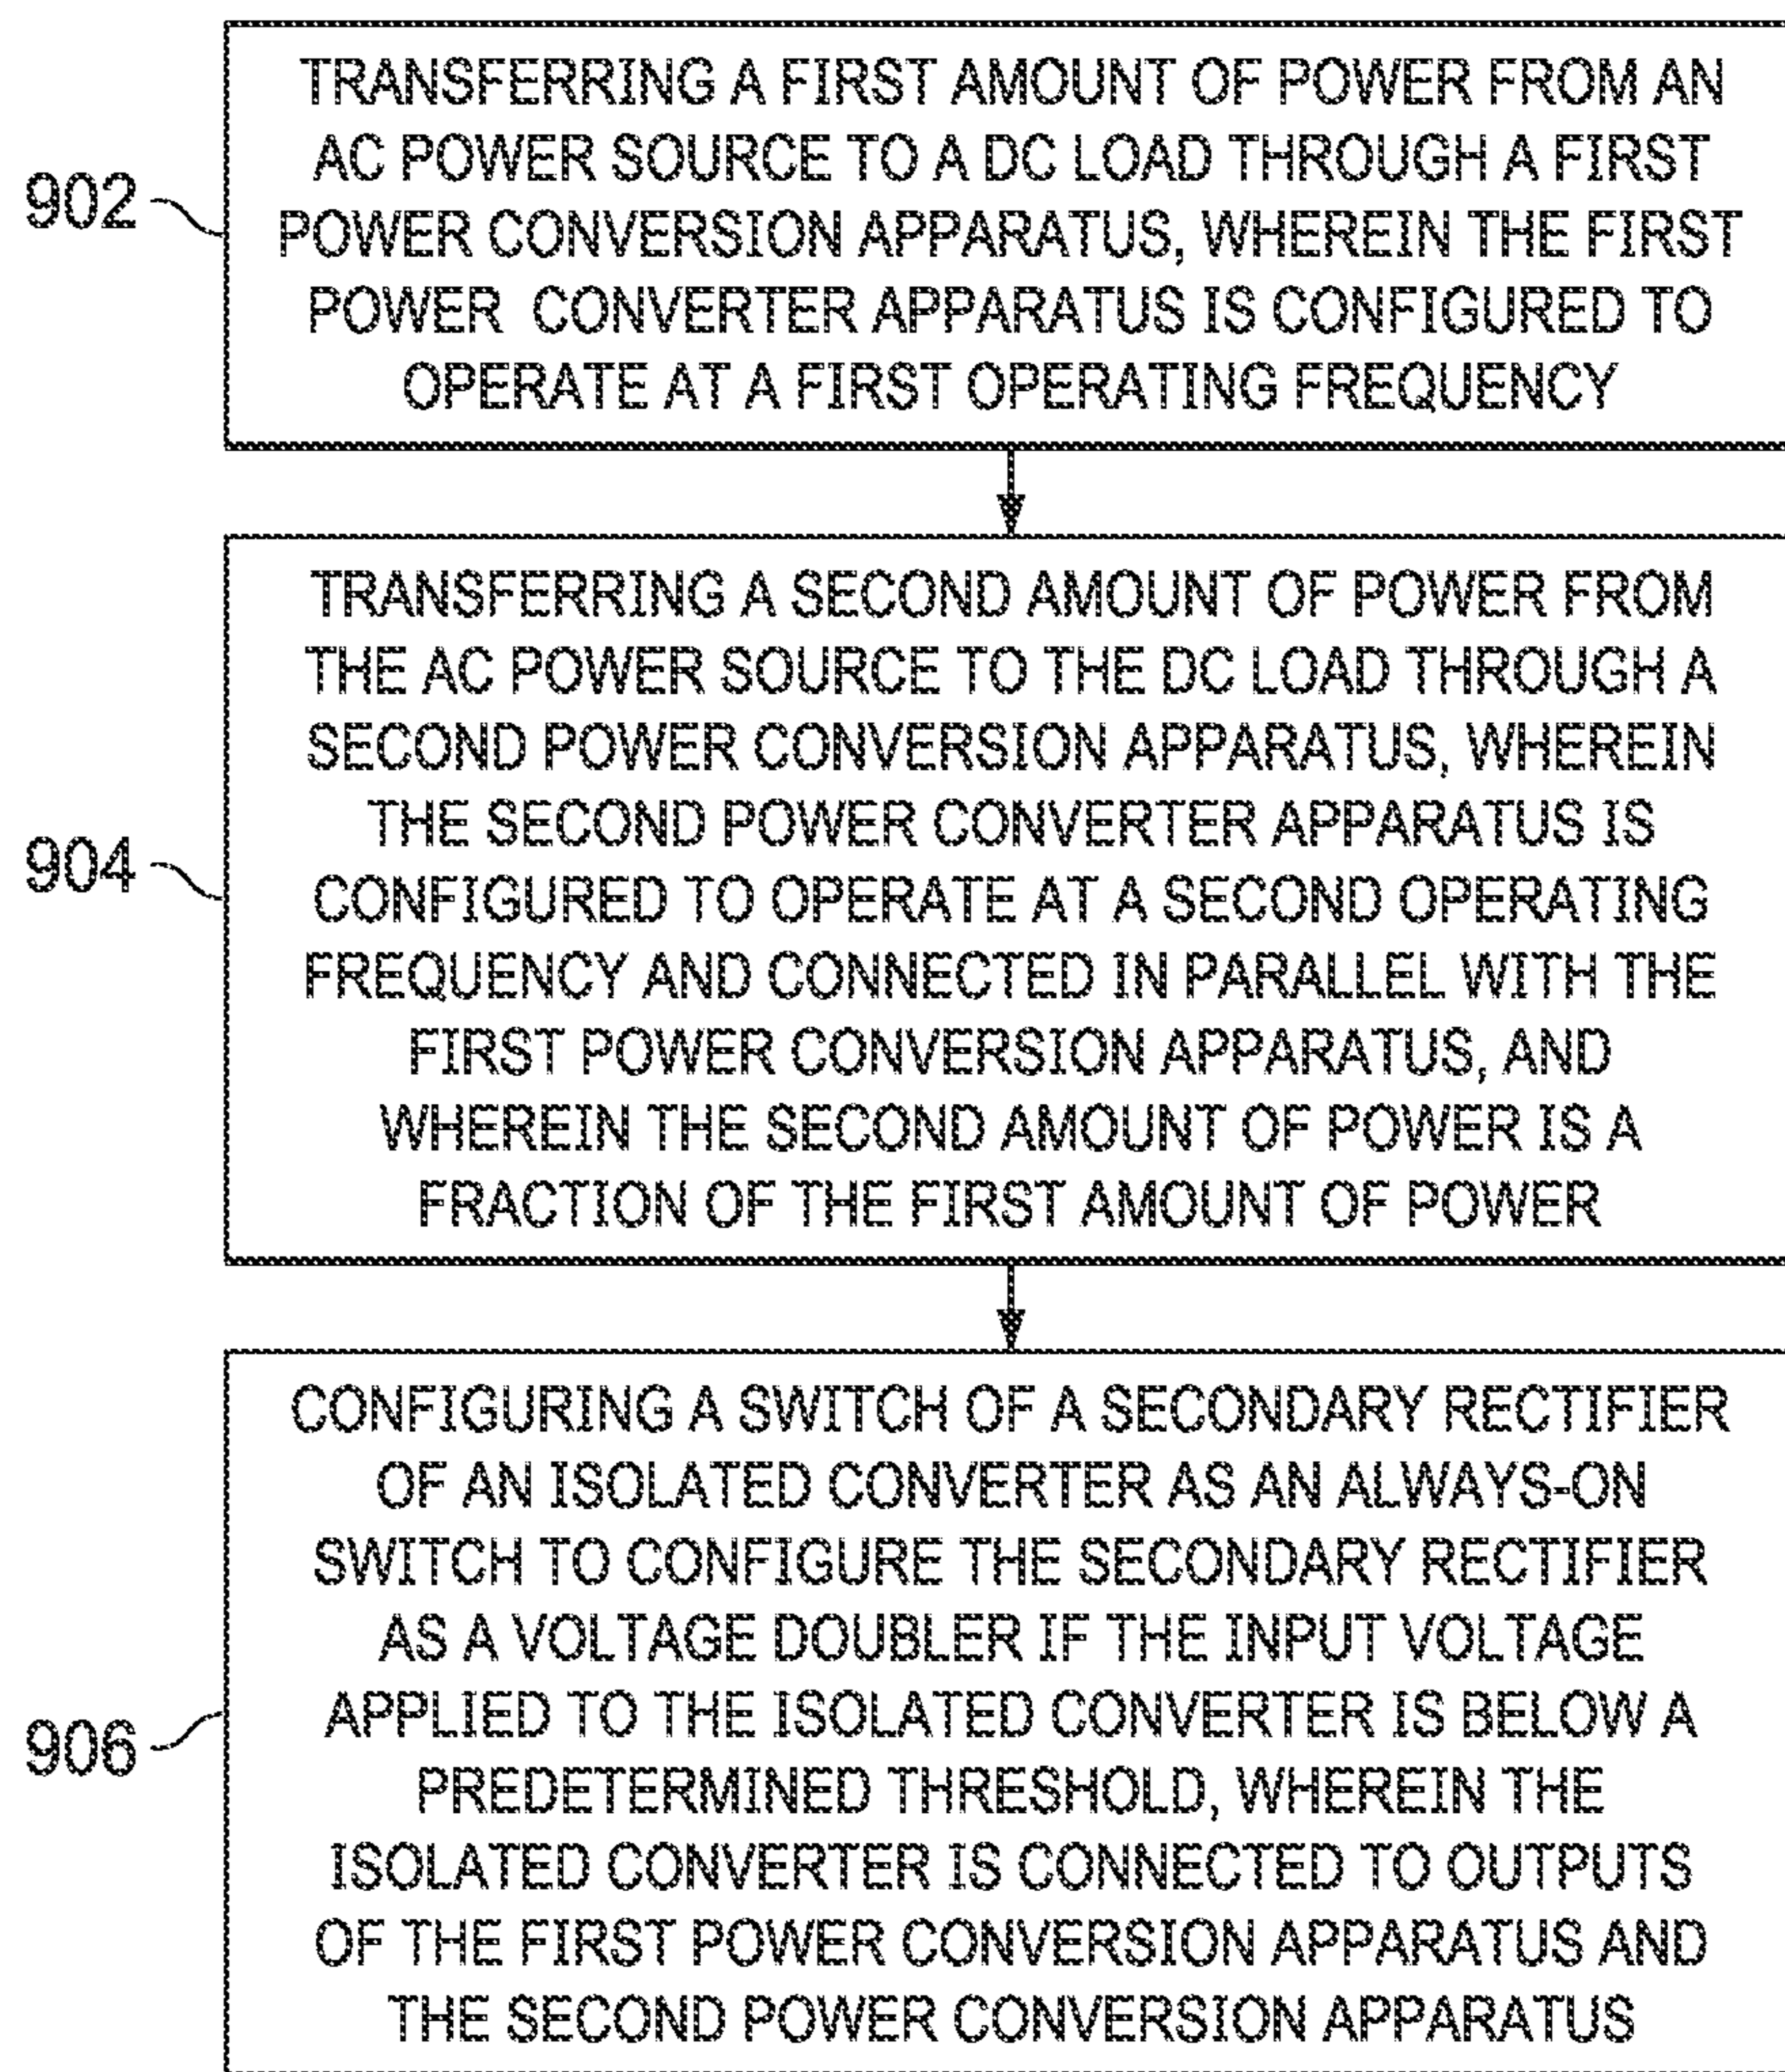 TRANSFERRING A FIRST AMOUNT OF POWER FROM AN
AC POWER SOURCE TO A DC LOAD THROUGH A FIRST
902
POWER CONVERSION APPARATUS, WHEREIN THE FIRST
POWER CONVERTER APPARATUS IS CONFIGURED TO
OPERATE AT A FIRST OPERATING FREQUENCY
TRANSFERRING A SECOND AMOUNT OF POWER FROM
THE AC POWER SOURCE TO THE DC LOAD THROUGH A
SECOND POWER CONVERSION APPARATUS, WHEREIN
THE SECOND POWER CONVERTER APPARATUS IS
904
CONFIGURED TO OPERATE AT A SECOND OPERATING
FREQUENCY AND CONNECTED IN PARALLEL WITH THE
FIRST POWER CONVERSION APPARATUS, AND
WHEREIN THE SECOND AMOUNT OF POWER IS A
FRACTION OF THE FIRST AMOUNT OF POWER
CONFIGURING A SWITCH OF A SECONDARY RECTIFIER
OF AN ISOLATED CONVERTER AS AN ALWAYS-ON
SWITCH TO CONFIGURE THE SECONDARY RECTIFIER
AS A VOLTAGE DOUBLER IF THE INPUT VOLTAGE
APPLIED TO THE ISOLATED CONVERTER IS BELOW A
906
PREDETERMINED THRESHOLD, WHEREIN THE
ISOLATED CONVERTER IS CONNECTED TO OUTPUTS
OF THE FIRST POWER CONVERSION APPARATUS AND
THE SECOND POWER CONVERSION APPARATUS